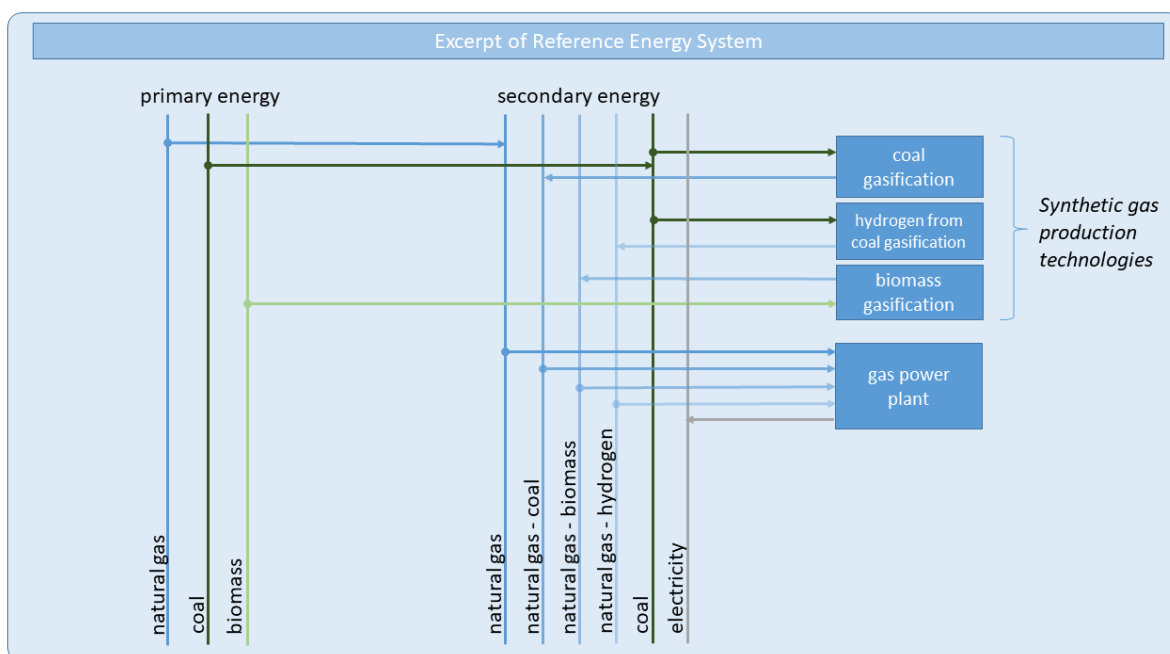 Excerpt of Reference Energy System
primary energy
secondary energy
coal
gasification
hydrogen from
coal gasification
biomass
gasification
Synthetic gas
production
technologies
gas power
plant
natural gas
coal
biomass
natural gas
natural gas - coal
natural gas - biomass
natural gas - hydrogen
coal
electricity